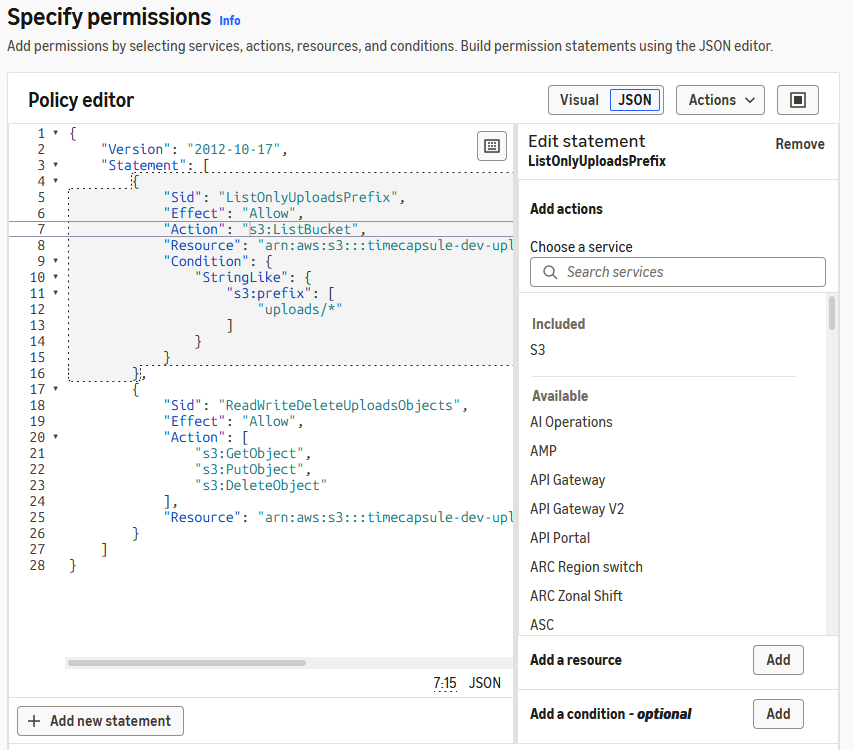 Specify permissions Info
Add permissions by selecting services, actions, resources, and conditions. Build permission statements using the JSON editor.
Policy editor
Visual JSON Actions
1 {
2 "Version": "2012-10-17",
3 "Statement": [
4 {
5 "Sid": "ListOnlyUploadsPrefix",
6 "Effect": "Allow",
7 "Action": "s3:ListBucket",
8 "Resource": "arn:aws:s3:::timecapsule-dev-upl
9 "Condition": {
10 "StringLike": {
11 "s3:prefix": [
12 "uploads/*"
13 ]
14 }
15 }
16 },
17 {
18 "Sid": "ReadWriteDeleteUploadsObjects",
19 "Effect": "Allow",
20 "Action": [
21 "s3:GetObject",
22 "s3:PutObject",
23 "s3:DeleteObject"
24 ],
25 "Resource": "arn:aws:s3:::timecapsule-dev-upl
26 }
27 ]
28 }
7:15 JSON
+ Add new statement
Edit statement
ListOnlyUploadsPrefix
Remove
Add actions
Choose a service
Search services
Included
S3
Available
AI Operations
AMP
API Gateway
API Gateway V2
API Portal
ARC Region switch
ARC Zonal Shift
ASC
Add a resource Add
Add a condition - optional Add